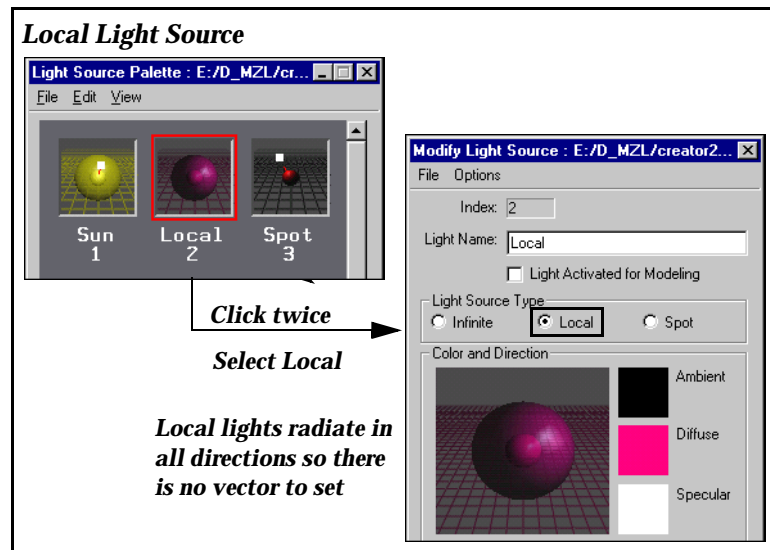 Local Light Source
Light Source Palette : E:/D_MZL/cr...
File Edit View
Sun Local Spot
1 2 3
Click twice
Select Local
Local lights radiate in
all directions so there
is no vector to set
Modify Light Source : E:/D_MZL/creator2...
File Options
Index: 2
Light Name: Local
Light Activated for Modeling
Light Source Type
Infinite Local Spot
Color and Direction
Ambient
Diffuse
Specular